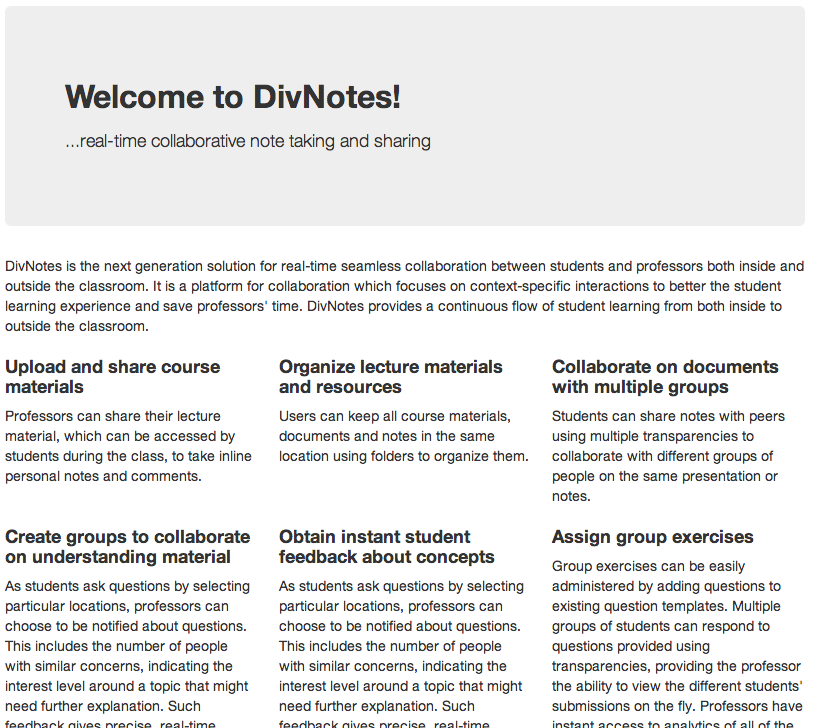 Welcome to DivNotes!
...real-time collaborative note taking and sharing
DivNotes is the next generation solution for real-time seamless collaboration between students and professors both inside and
outside the classroom. It is a platform for collaboration which focuses on context-specific interactions to better the student
learning experience and save professors' time. DivNotes provides a continuous flow of student learning from both inside to
outside the classroom.
Upload and share course
materials
Professors can share their lecture
material, which can be accessed by
students during the class, to take inline
personal notes and comments.
Organize lecture materials
and resources
Users can keep all course materials,
documents and notes in the same
location using folders to organize them.
Collaborate on documents
with multiple groups
Students can share notes with peers
using multiple transparencies to
collaborate with different groups of
people on the same presentation or
notes.
Create groups to collaborate
on understanding material
As students ask questions by selecting
particular locations, professors can
choose to be notified about questions.
This includes the number of people
with similar concerns, indicating the
interest level around a topic that might
need further explanation. Such
feedback gives precise, real-time
Obtain instant student
feedback about concepts
As students ask questions by selecting
particular locations, professors can
choose to be notified about questions.
This includes the number of people
with similar concerns, indicating the
interest level around a topic that might
need further explanation. Such
feedback gives precise, real-time
Assign group exercises
Group exercises can be easily
administered by adding questions to
existing question templates. Multiple
groups of students can respond to
questions provided using
transparencies, providing the professor
the ability to view the different students'
submissions on the fly. Professors have
instant access to analytics of all of the